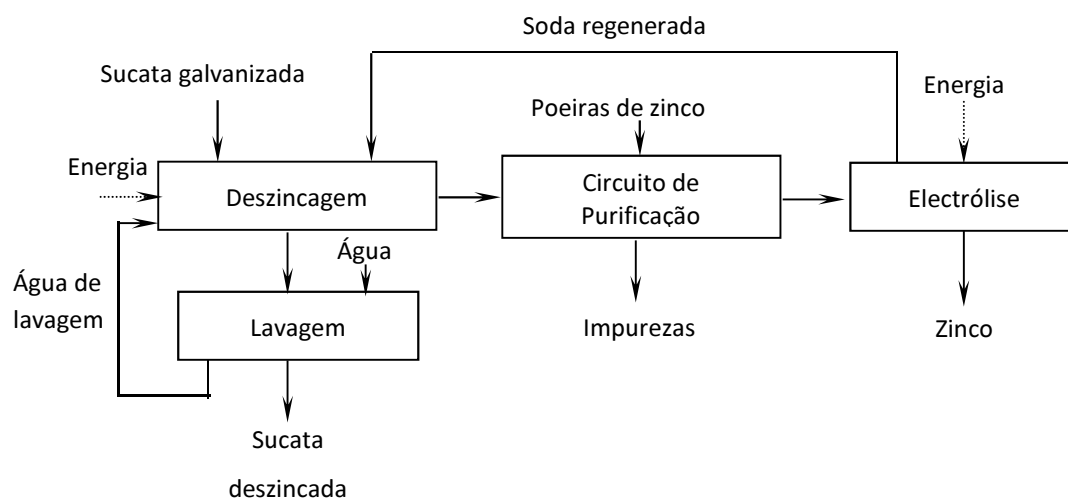 Soda regenerada
Sucata galvanizada
Energia
Poeiras de zinco
Energia
Deszincagem
Circuito de
Purificação
Electrólise
Água
Água de
lavagem
Lavagem
Impurezas
Zinco
Sucata
deszincada